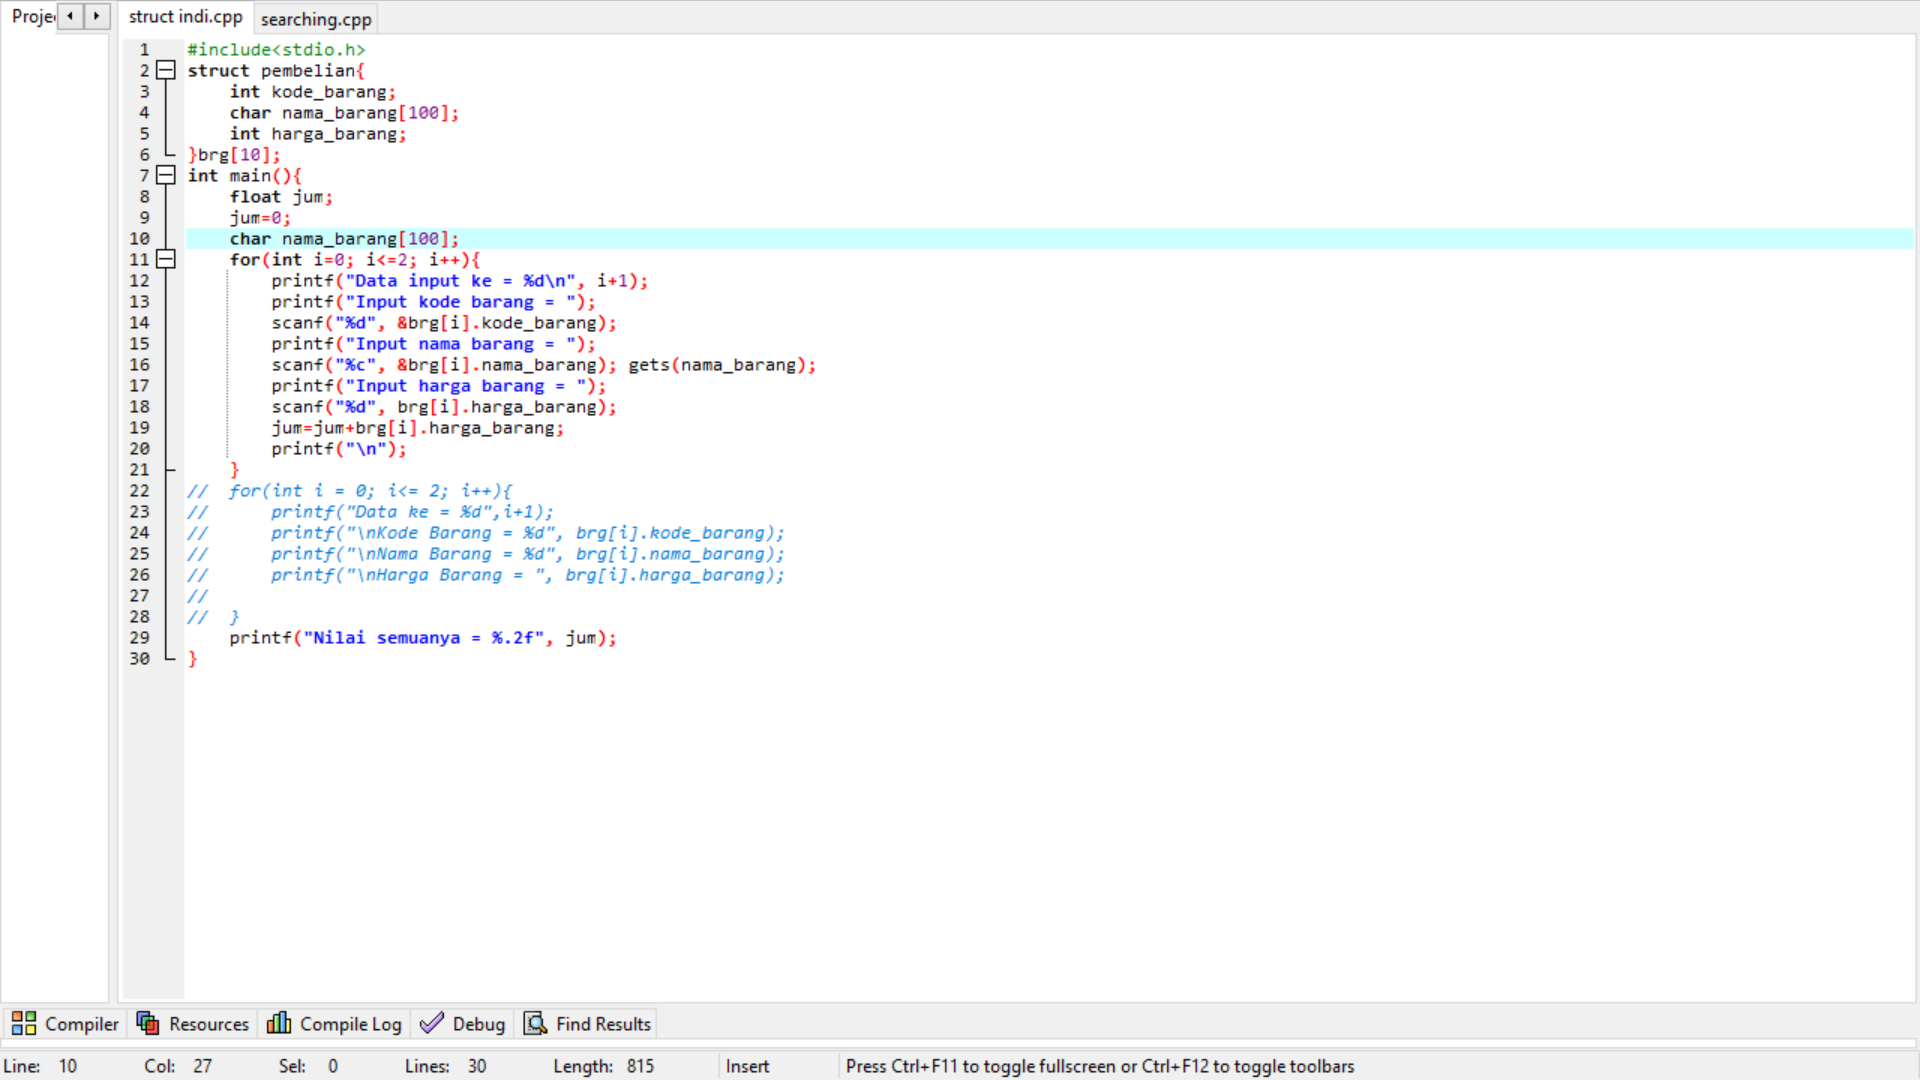 Proje
struct indi.cpp searching.cpp
1 #include<stdio.h>
2 struct pembelian{
3 int kode_barang;
4 char nama_barang[100];
5 int harga_barang;
6 }brg[10];
7 int main(){
8 float jum;
9 jum=0;
10 char nama_barang[100];
11 for(int i=0; i<=2; i++){
12 printf("Data input ke = %d\n", i+1);
13 printf("Input kode barang = ");
14 scanf("%d", &brg[i].kode_barang);
15 printf("Input nama barang = ");
16 scanf("%c", &brg[i].nama_barang); gets(nama_barang);
17 printf("Input harga barang = ");
18 scanf("%d", brg[i].harga_barang);
19 jum=jum+brg[i].harga_barang;
20 printf("\n");
21 }
22 // for(int i = 0; i<= 2; i++){
23 // printf("Data ke = %d",i+1);
24 // printf("\nKode Barang = %d", brg[i].kode_barang);
25 // printf("\nNama Barang = %d", brg[i].nama_barang);
26 // printf("\nHarga Barang = ", brg[i].harga_barang);
27 //
28 // }
29 printf("Nilai semuanya = %.2f", jum);
30 }
Compiler Resources Compile Log Debug Find Results
Line: 10 Col: 27 Sel: 0 Lines: 30 Length: 815 Insert Press Ctrl+F11 to toggle fullscreen or Ctrl+F12 to toggle toolbars